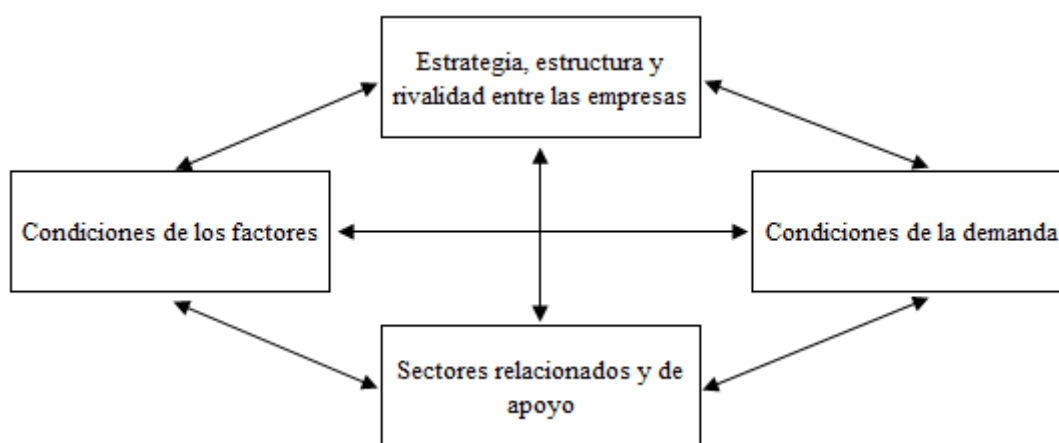 Estrategia, estructura y
rivalidad entre las empresas
Condiciones de los factores
Condiciones de la demanda
Sectores relacionados y de
apoyo